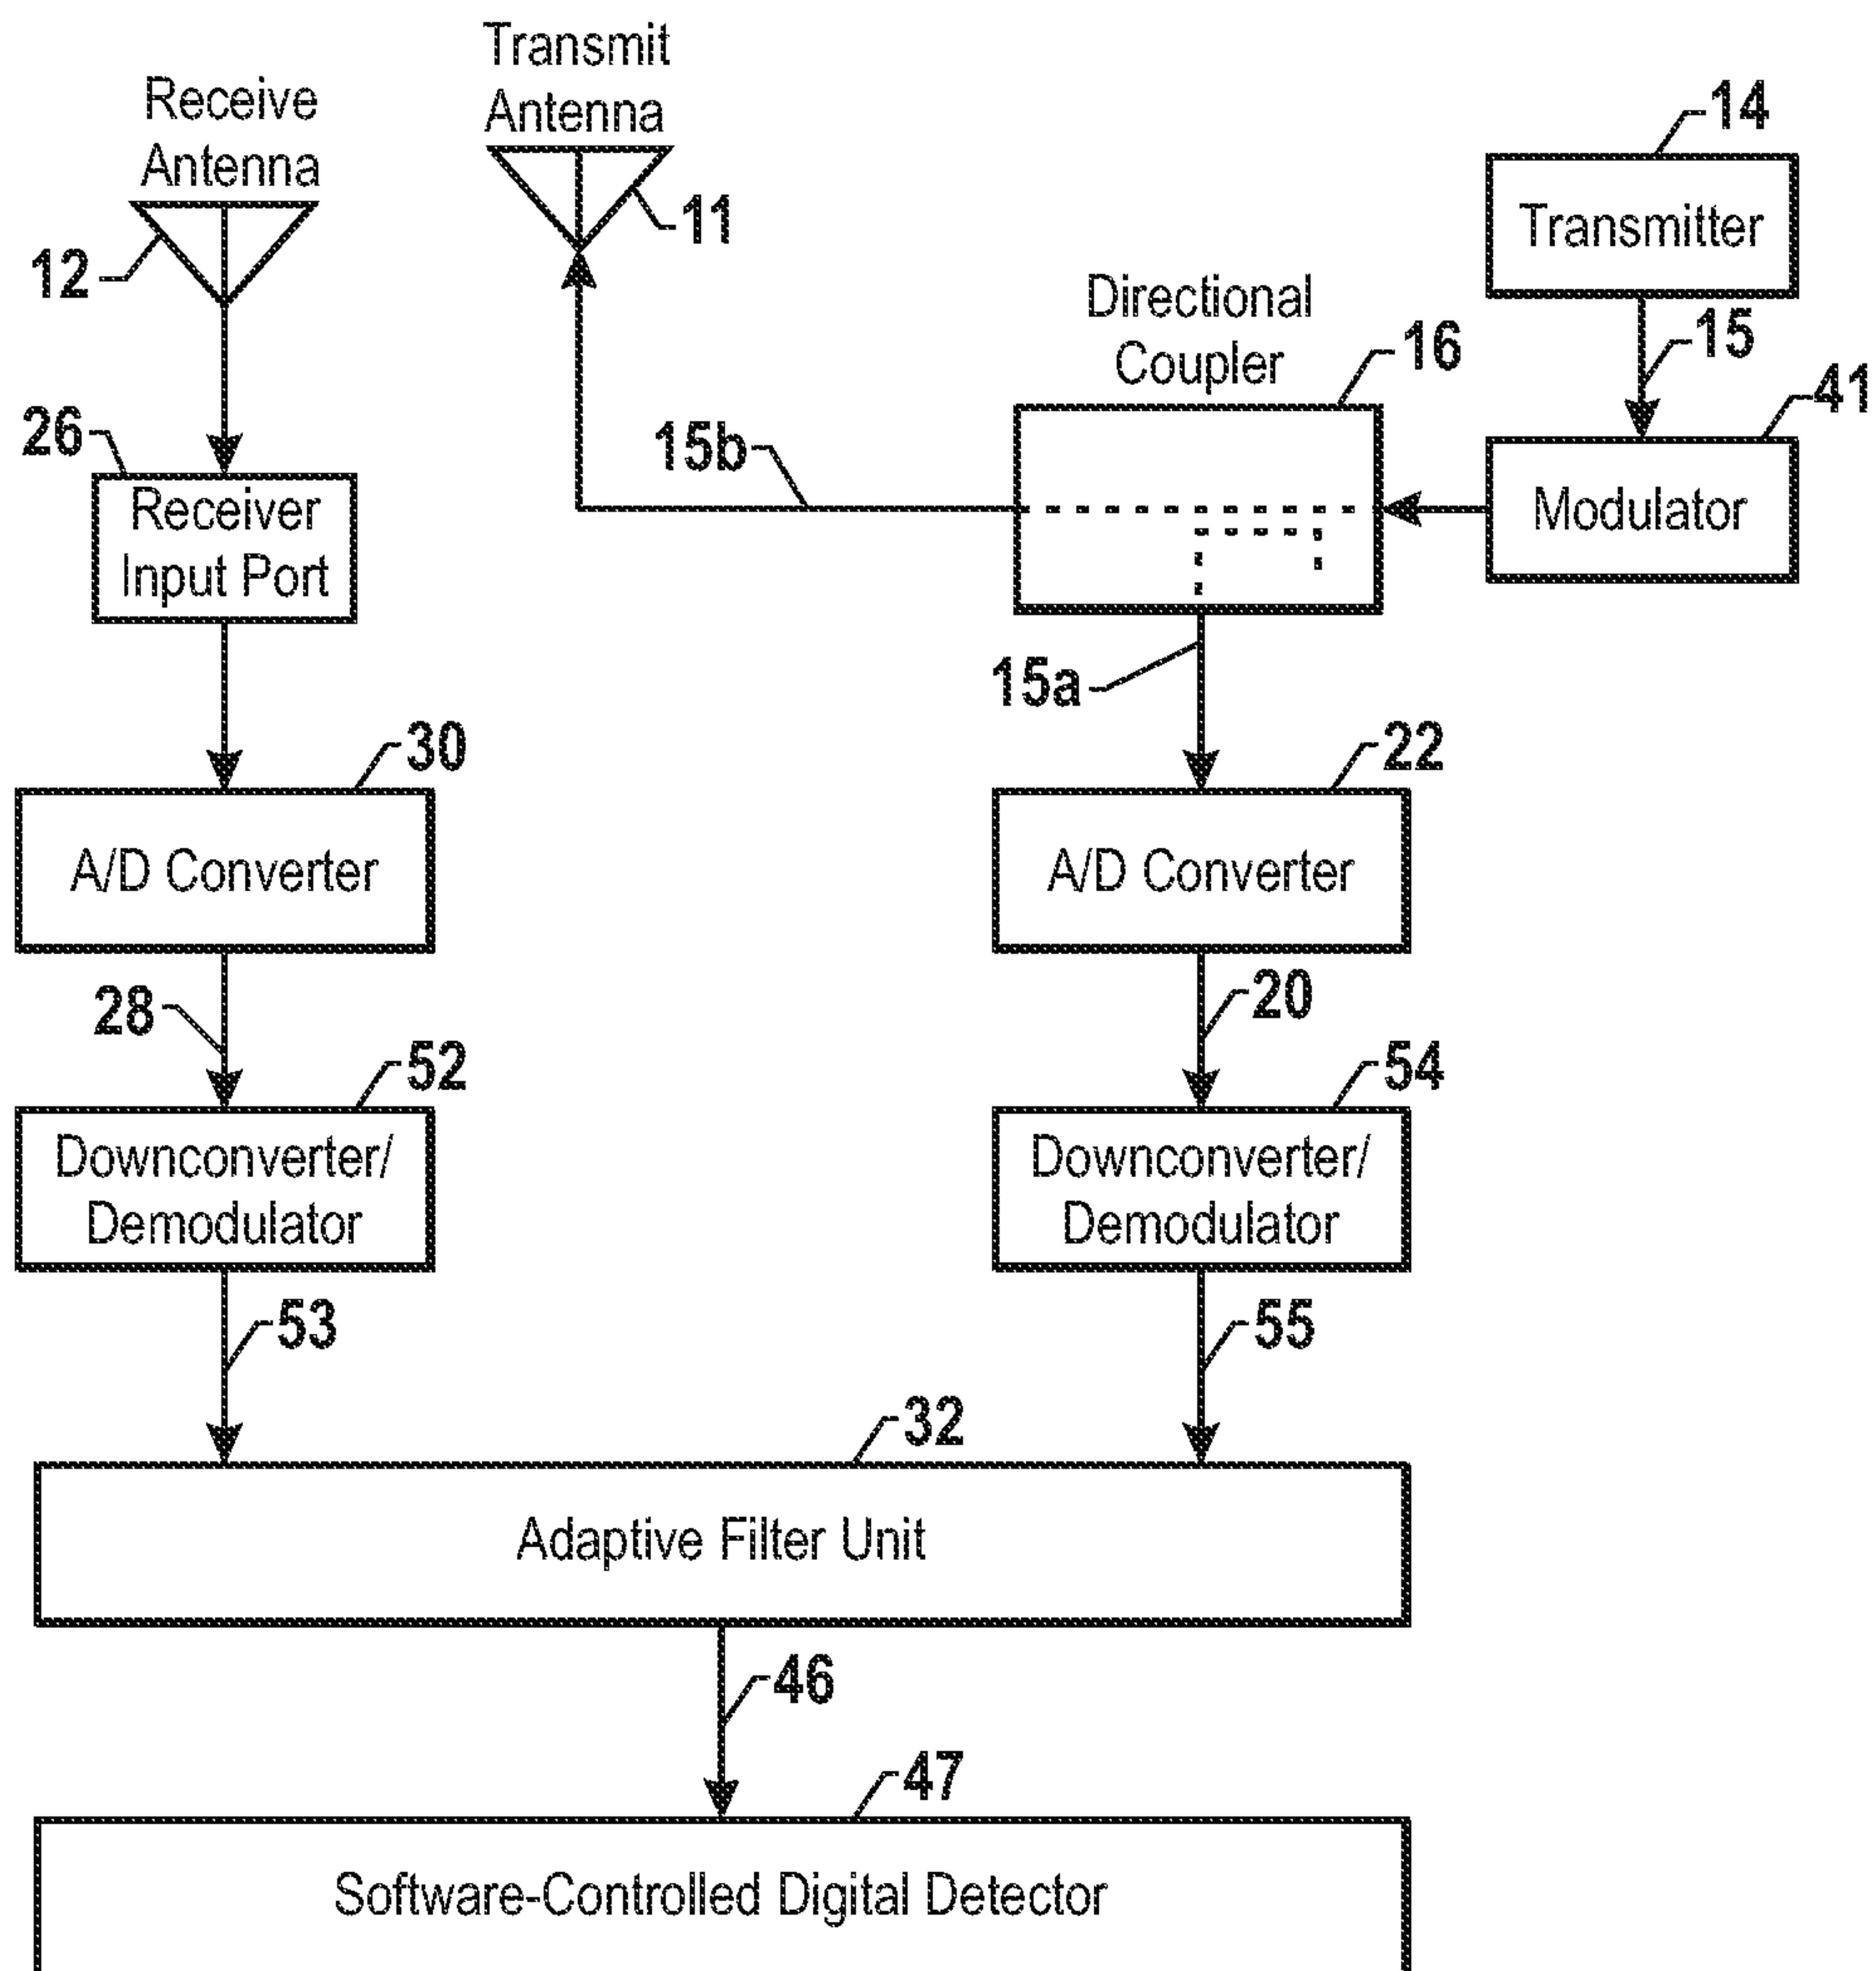 Transmit
Antenna
Receive
Antenna
14
Transmitter
11
12
Directional
Coupler
16
15
41
26
15b
Receiver
Input Port
Modulator
15a
30
22
A/D Converter
A/D Converter
28
20
52
54
Downconverter/
Demodulator
Downconverter/
Demodulator
53
55
32
Adaptive Filter Unit
46
47
Software-Controlled Digital Detector